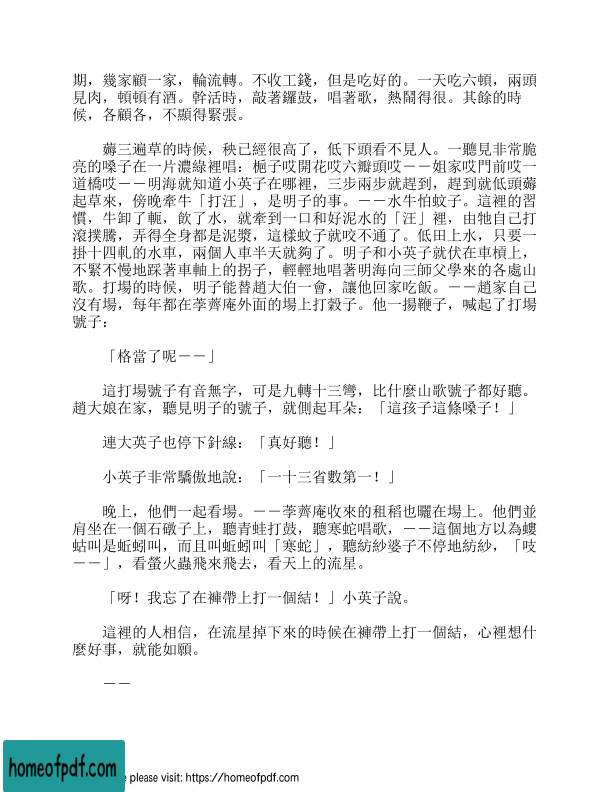 期，幾家顧一家，輪流轉。不收工錢，但是吃好的。一天吃六頓，兩頭
見肉，頓頓有酒。幹活時，敲著鑼鼓，唱著歌，熱鬧得很。其餘的時
候，各顧各，不顯得緊張。
薅三遍草的時候，秧已經很高了，低下頭看不見人。一聽見非常脆
亮的嗓子在一片濃綠裡唱：梔子哎開花哎六瓣頭哎－－姐家哎門前哎一
道橋哎－－明海就知道小英子在哪裡，三步兩步就趕到，趕到就低頭薅
起草來，傍晚牽牛「打汪」，是明子的事。－－水牛怕蚊子。這裡的習
慣，牛卸了軛，飲了水，就牽到一口和好泥水的「汪」裡，由牠自己打
滾撲騰，弄得全身都是泥漿，這樣蚊子就咬不通了。低田上水，只要一
掛十四軋的水車，兩個人車半天就夠了。明子和小英子就伏在車槓上，
不緊不慢地踩著車軸上的拐子，輕輕地唱著明海向三師父學來的各處山
歌。打場的時候，明子能替趙大伯一會，讓他回家吃飯。－－趙家自己
沒有場，每年都在荸薺庵外面的場上打穀子。他一揚鞭子，喊起了打場
號子：
「格當了呢－－」
這打場號子有音無字，可是九轉十三彎，比什麼山歌號子都好聽。
趙大娘在家，聽見明子的號子，就側起耳朵：「這孩子這條嗓子！」
連大英子也停下針線：「真好聽！」
小英子非常驕傲地說：「一十三省數第一！」
晚上，他們一起看場。－－荸薺庵收來的租稻也曬在場上。他們並
肩坐在一個石磙子上，聽青蛙打鼓，聽寒蛇唱歌，－－這個地方以為螻
蛄叫是蚯蚓叫，而且叫蚯蚓叫「寒蛇」，聽紡紗婆子不停地紡紗，「吱
－－」，看螢火蟲飛來飛去，看天上的流星。
「呀！我忘了在褲帶上打一個結！」小英子說。
這裡的人相信，在流星掉下來的時候在褲帶上打一個結，心裡想什
麼好事，就能如願。
－－
homeofpdf.com
e please visit: https://homeofpdf.com